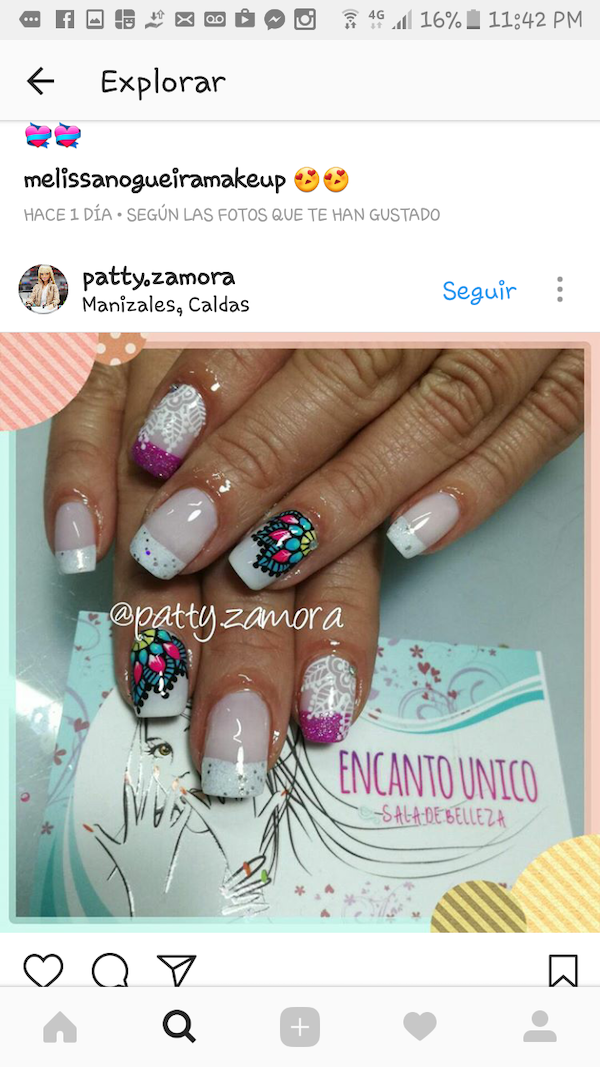 4G 16% 11:42 PM
Explorar
melissanogueiramakeup
HACE 1 DÍA • SEGÚN LAS FOTOS QUE TE HAN GUSTADO
patty.zamora
Manizales, Caldas
Seguir
@patty.zamora
ENCANTO UNICO
SALA DE BELLEZA